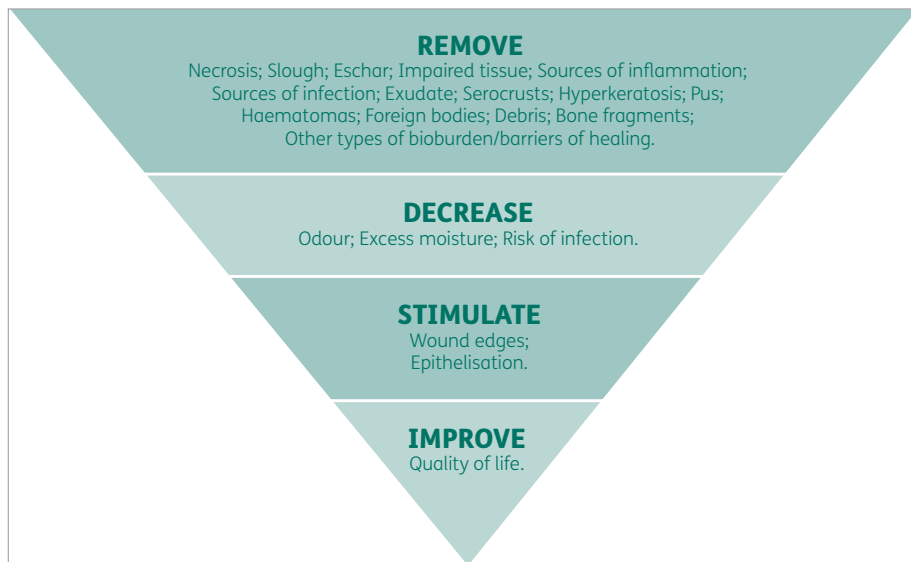 REMOVE
Necrosis; Slough; Eschar; Impaired tissue; Sources of inflammation;
Sources of infection; Exudate; Serocrusts; Hyperkeratosis; Pus;
Haematomas; Foreign bodies; Debris; Bone fragments;
Other types of bioburden/barriers of healing.
DECREASE
Odour; Excess moisture; Risk of infection.
STIMULATE
Wound edges;
Epithelisation.
IMPROVE
Quality of life.